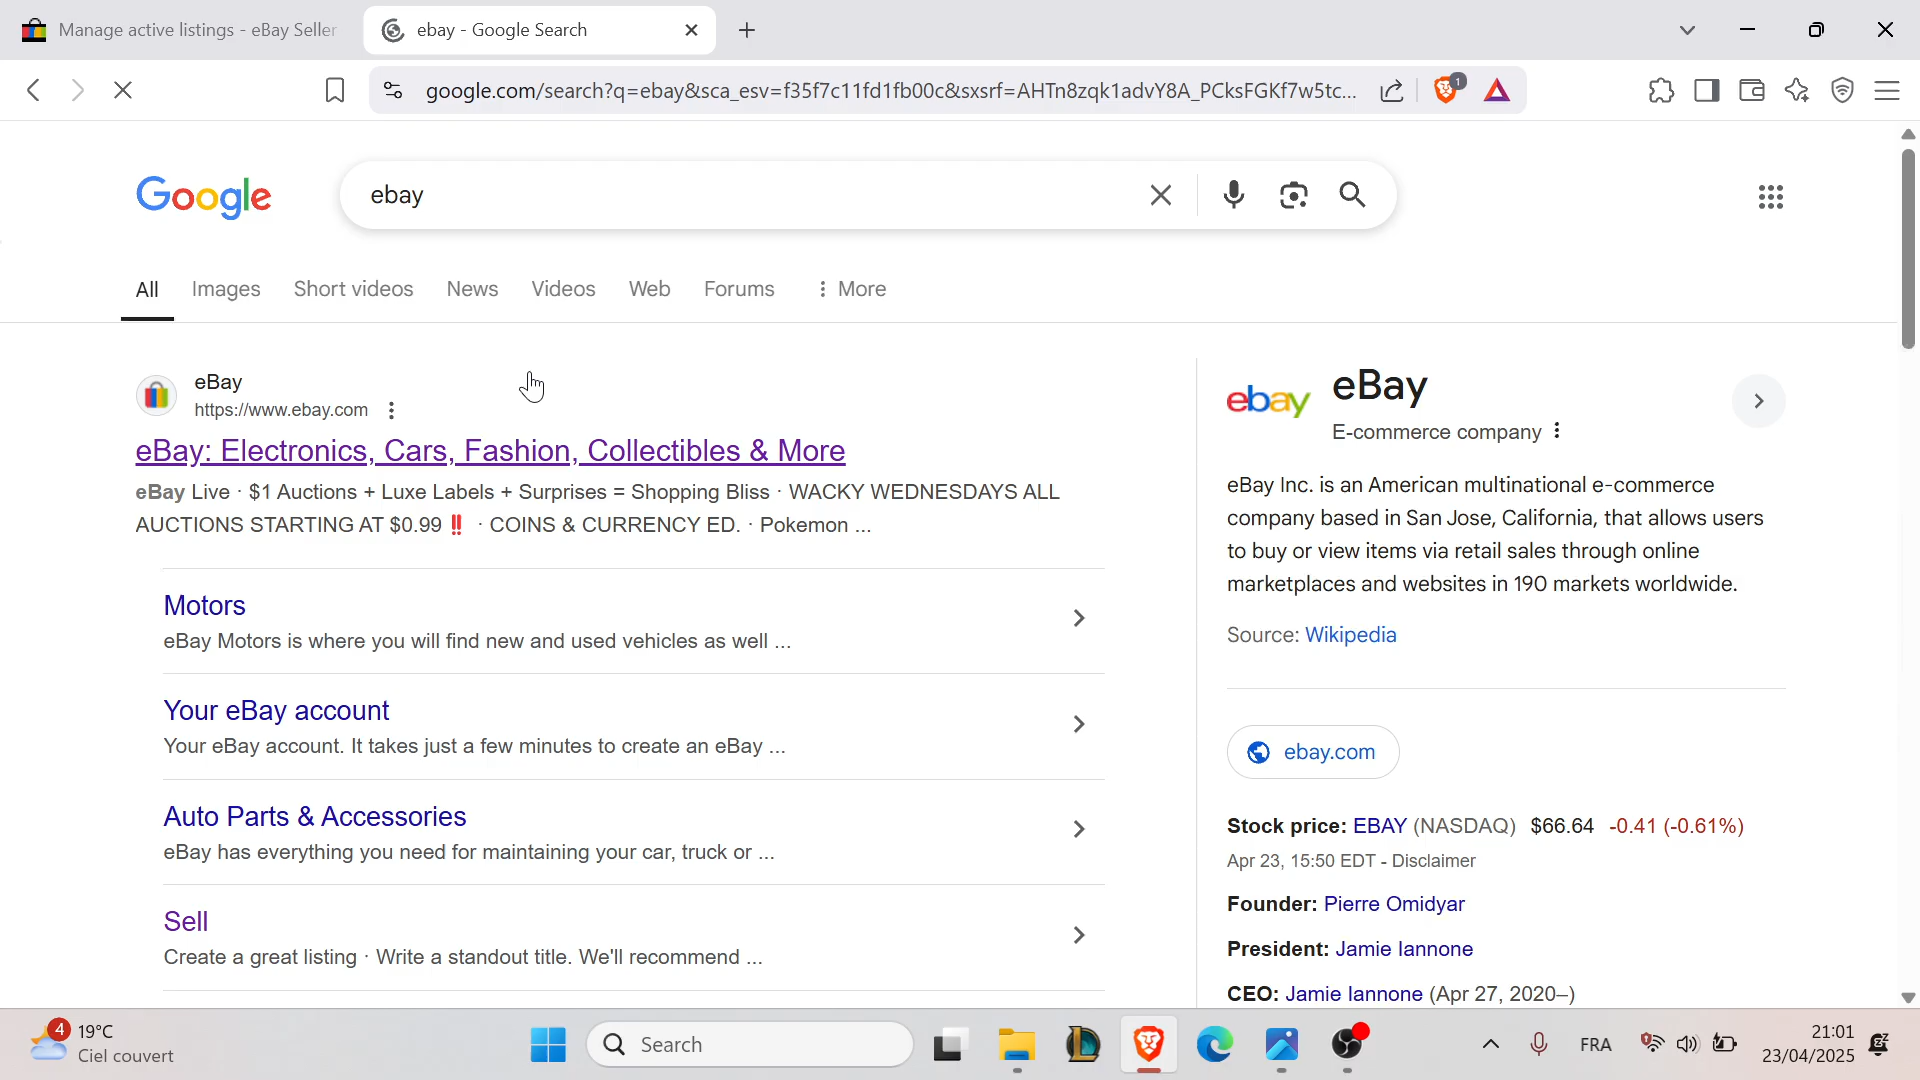 Manage active listings - eBay Seller
ebay - Google Search
google.com/search?q=ebay&sca_esv=f35f7c11fd1fb00c&sxsrf=AHTn8zqk1advY8A_PCksFGKf7w5tc...
1
Google
ebay
All
Images
Short videos
News
Videos
Web
Forums
More
eBay
https://www.ebay.com
eBay: Electronics, Cars, Fashion, Collectibles & More
eBay Live · $1 Auctions + Luxe Labels + Surprises = Shopping Bliss · WACKY WEDNESDAYS ALL
AUCTIONS STARTING AT $0.99 ‼️ · COINS & CURRENCY ED. · Pokemon ...
Motors
eBay Motors is where you will find new and used vehicles as well ...
Your eBay account
Your eBay account. It takes just a few minutes to create an eBay ...
Auto Parts & Accessories
eBay has everything you need for maintaining your car, truck or ...
Sell
Create a great listing · Write a standout title. We'll recommend ...
ebay
eBay
E-commerce company
eBay Inc. is an American multinational e-commerce
company based in San Jose, California, that allows users
to buy or view items via retail sales through online
marketplaces and websites in 190 markets worldwide.
Source: Wikipedia
ebay.com
Stock price: EBAY (NASDAQ) $66.64 -0.41 (-0.61%)
Apr 23, 15:50 EDT - Disclaimer
Founder: Pierre Omidyar
President: Jamie Iannone
CEO: Jamie Iannone (Apr 27, 2020–)
4
19°C
Ciel couvert
Search
FRA
21:01
23/04/2025